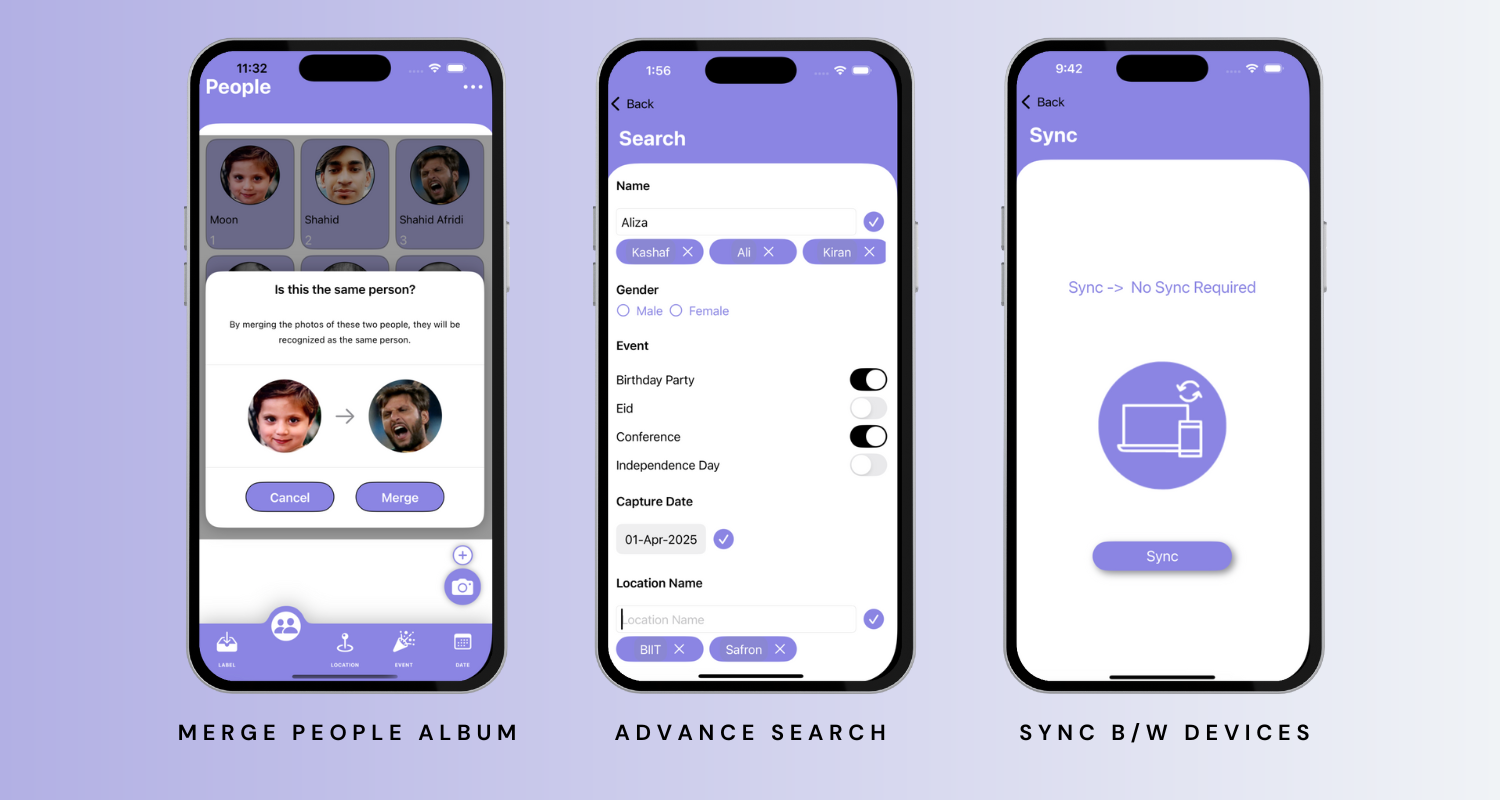 11:32
People
Moon
Shahid
Shahid Afridi
1
2
3
Is this the same person?
By merging the photos of these two people, they will be
recognized as the same person.
Cancel
Merge
LABEL
LOCATION
EVENT
DATE
MERGE PEOPLE ALBUM
1:56
Back
Search
Name
Aliza
Kashaf
Ali
Kiran
Gender
Male
Female
Event
Birthday Party
Eid
Conference
Independence Day
Capture Date
01-Apr-2025
Location Name
Location Name
BIIT
Safron
ADVANCE SEARCH
9:42
Back
Sync
Sync -> No Sync Required
Sync
SYNC B/W DEVICES